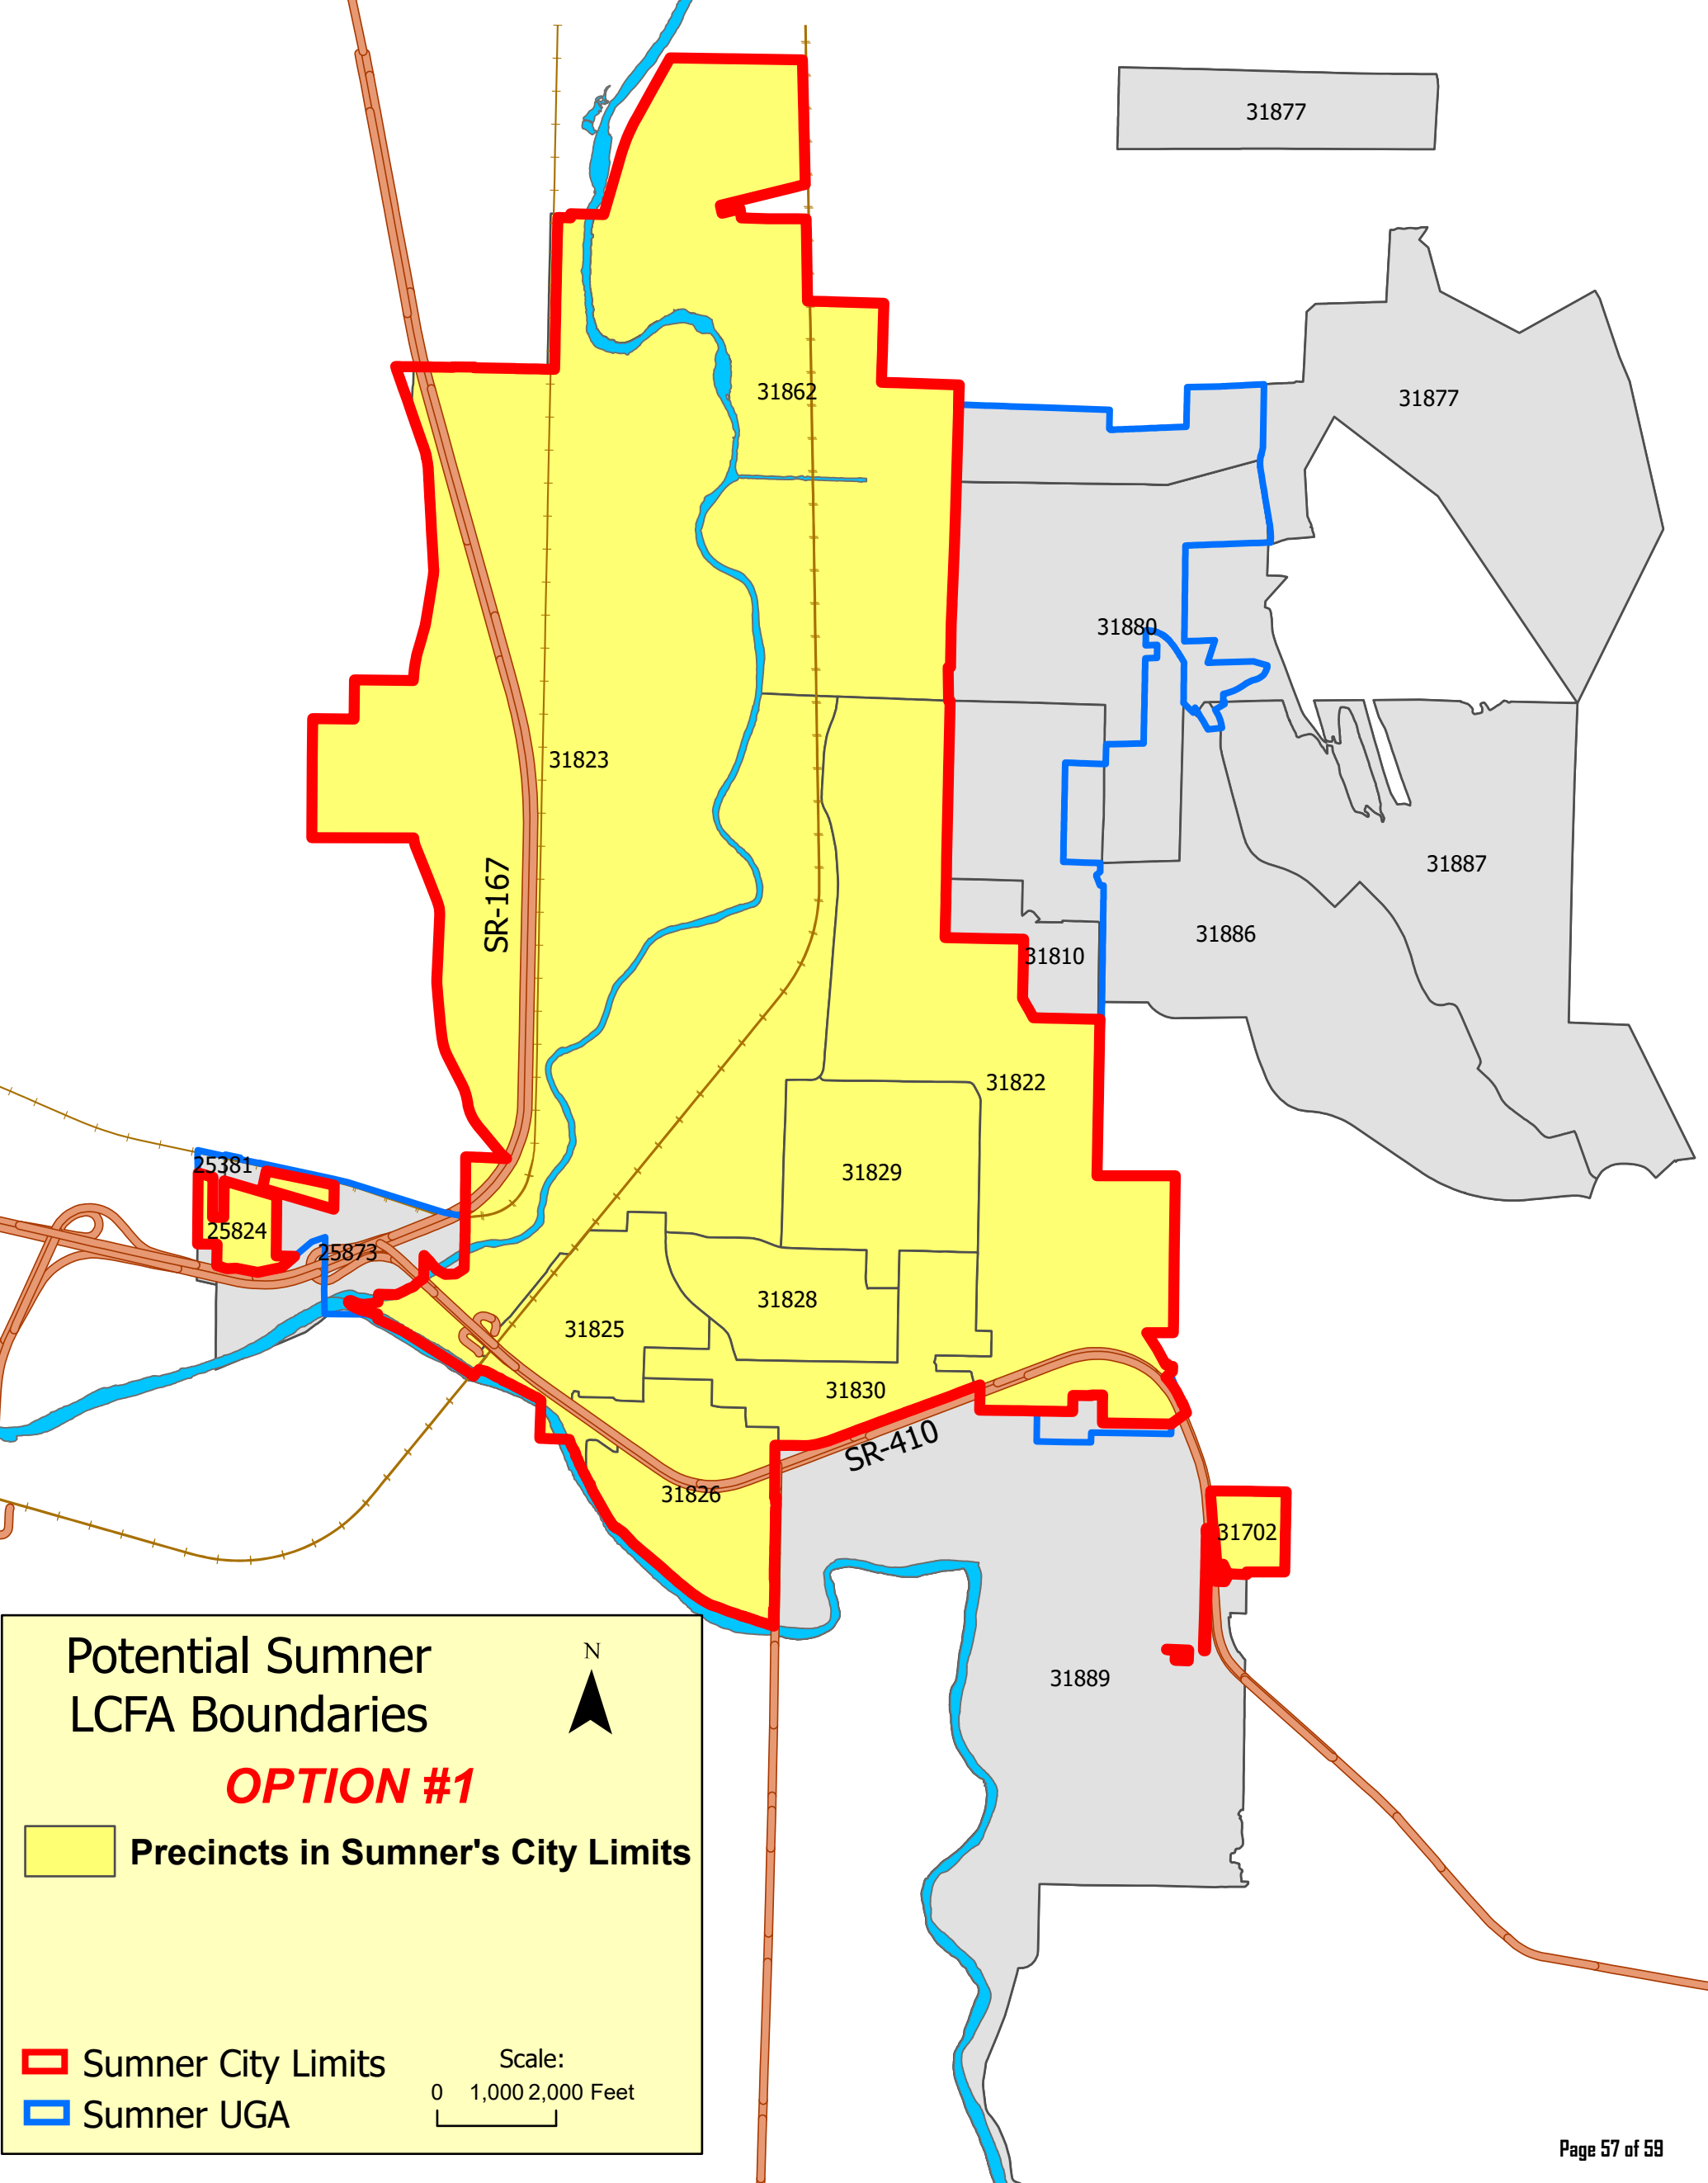 31877
31862
31877
31880
31823
SR-167
31887
31886
31810
31822
25381
31829
25824
25873
31828
31825
31830
SR-410
31826
31702
31889
Potential Sumner
LCFA Boundaries
N
OPTION #1
Precincts in Sumner's City Limits
Sumner City Limits
Sumner UGA
Scale:
0 1,000 2,000 Feet
Page 57 of 59